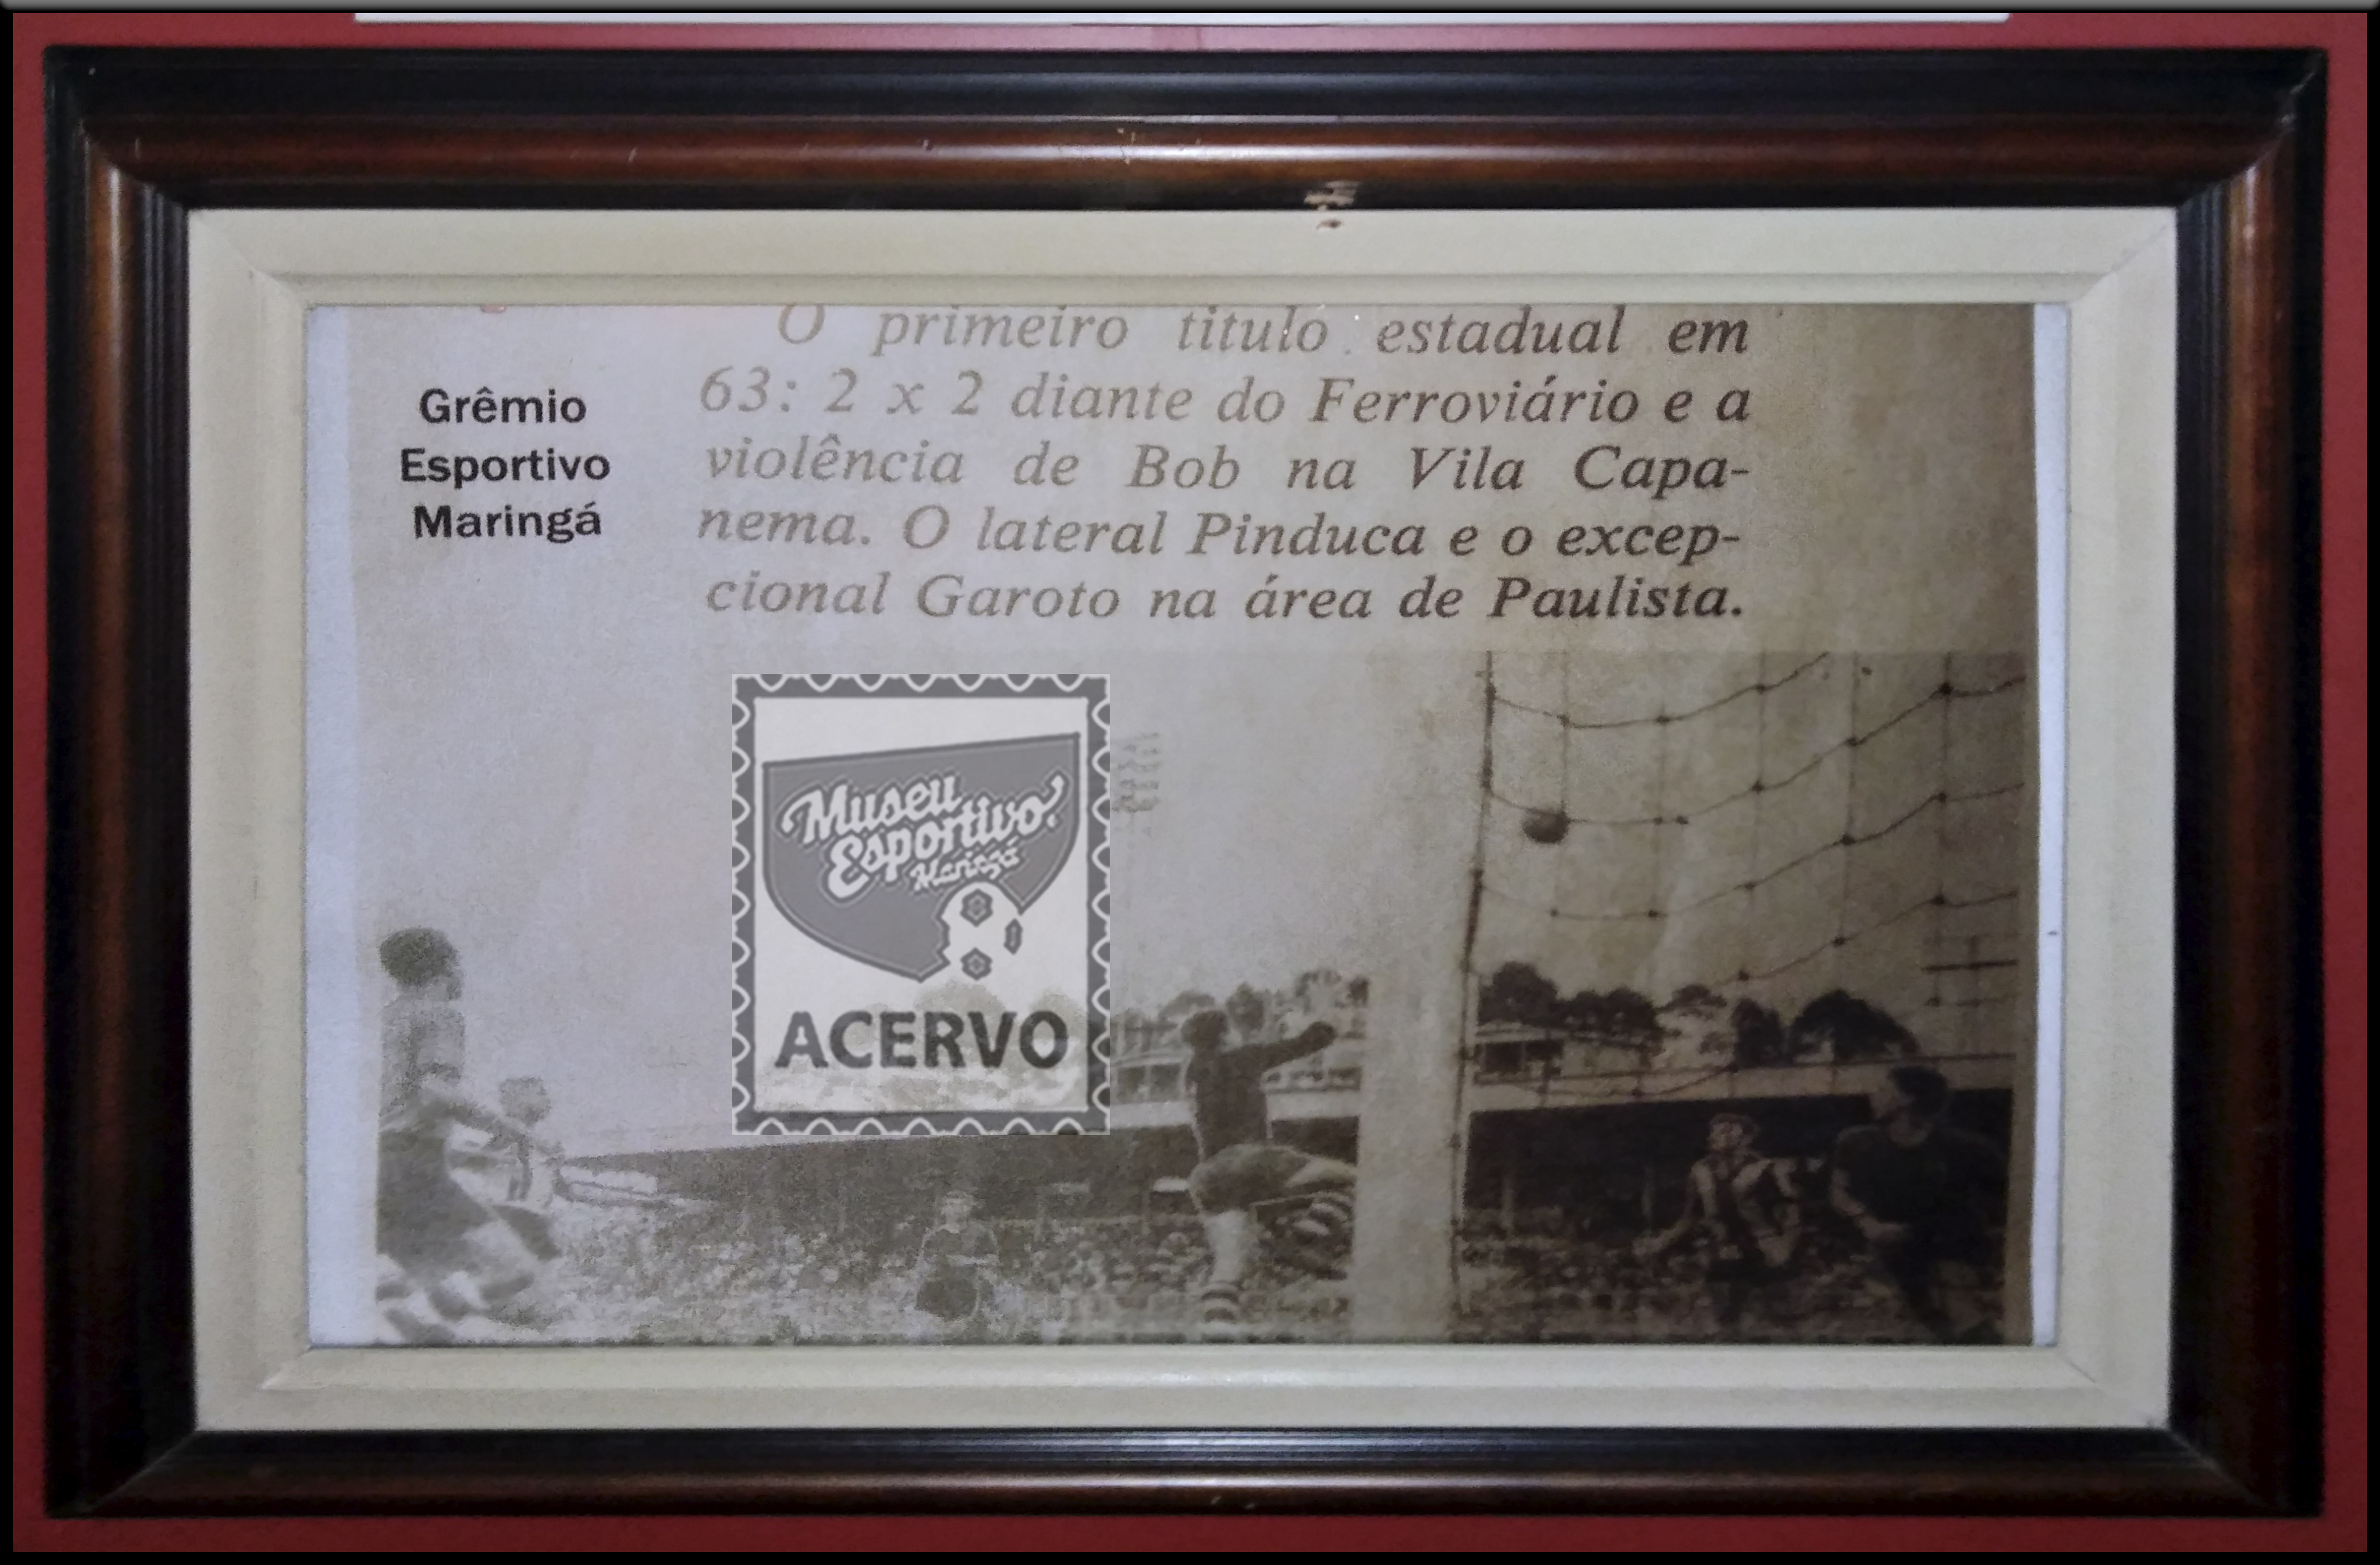 O primeiro titulo estadual em
63: 2 x 2 diante do Ferroviário e a
violência de Bob na Vila Capa-
nema. O lateral Pinduca e o excep-
cional Garoto na área de Paulista.
Grêmio
Esportivo
Maringá
Museu
Esportivo
Maringá
ACERVO